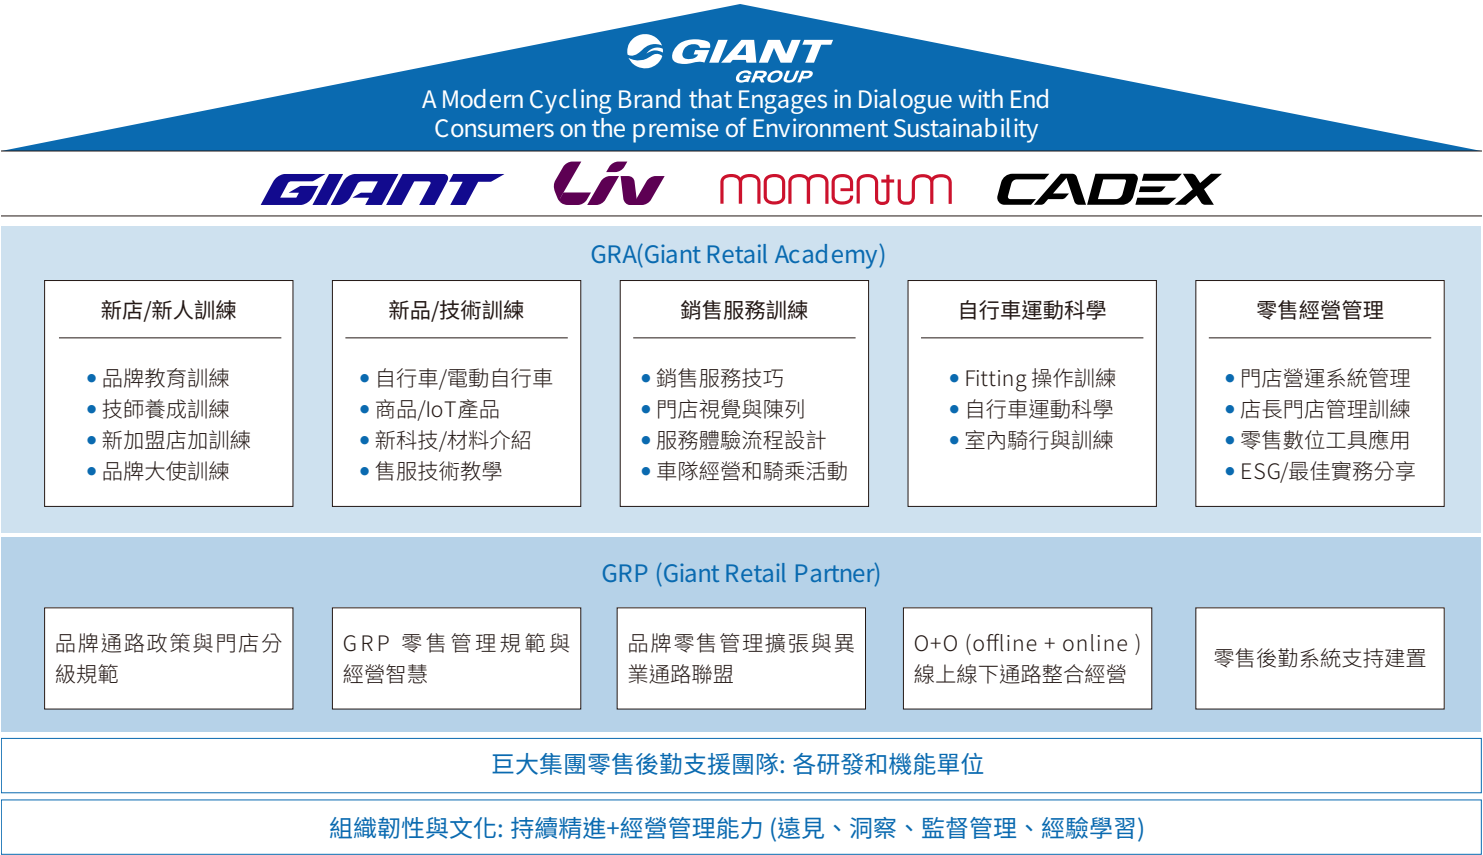 GIANT
GROUP
A Modern Cycling Brand that Engages in Dialogue with End
Consumers on the premise of Environment Sustainability
GIANT Liv momentum CADEX
GRA(Giant Retail Academy)
新店/新人訓練
品牌教育訓練
技師養成訓練
新加盟店加訓練
品牌大使訓練
新品/技術訓練
自行車/電動自行車
商品/IoT產品
新科技/材料介紹
售服技術教學
銷售服務訓練
銷售服務技巧
門店視覺與陳列
服務體驗流程設計
車隊經營和騎乘活動
自行車運動科學
Fitting 操作訓練
自行車運動科學
室內騎行與訓練
零售經營管理
門店營運系統管理
店長門店管理訓練
零售數位工具應用
ESG/最佳實務分享
GRP (Giant Retail Partner)
品牌通路政策與門店分
級規範
GRP 零售管理規範與
經營智慧
品牌零售管理擴張與異
業通路聯盟
O+O (offline + online )
線上線下通路整合經營
零售後勤系統支持建置
巨大集團零售後勤支援團隊: 各研發和機能單位
組織韌性與文化: 持續精進+經營管理能力 (遠見、洞察、監督管理、經驗學習)